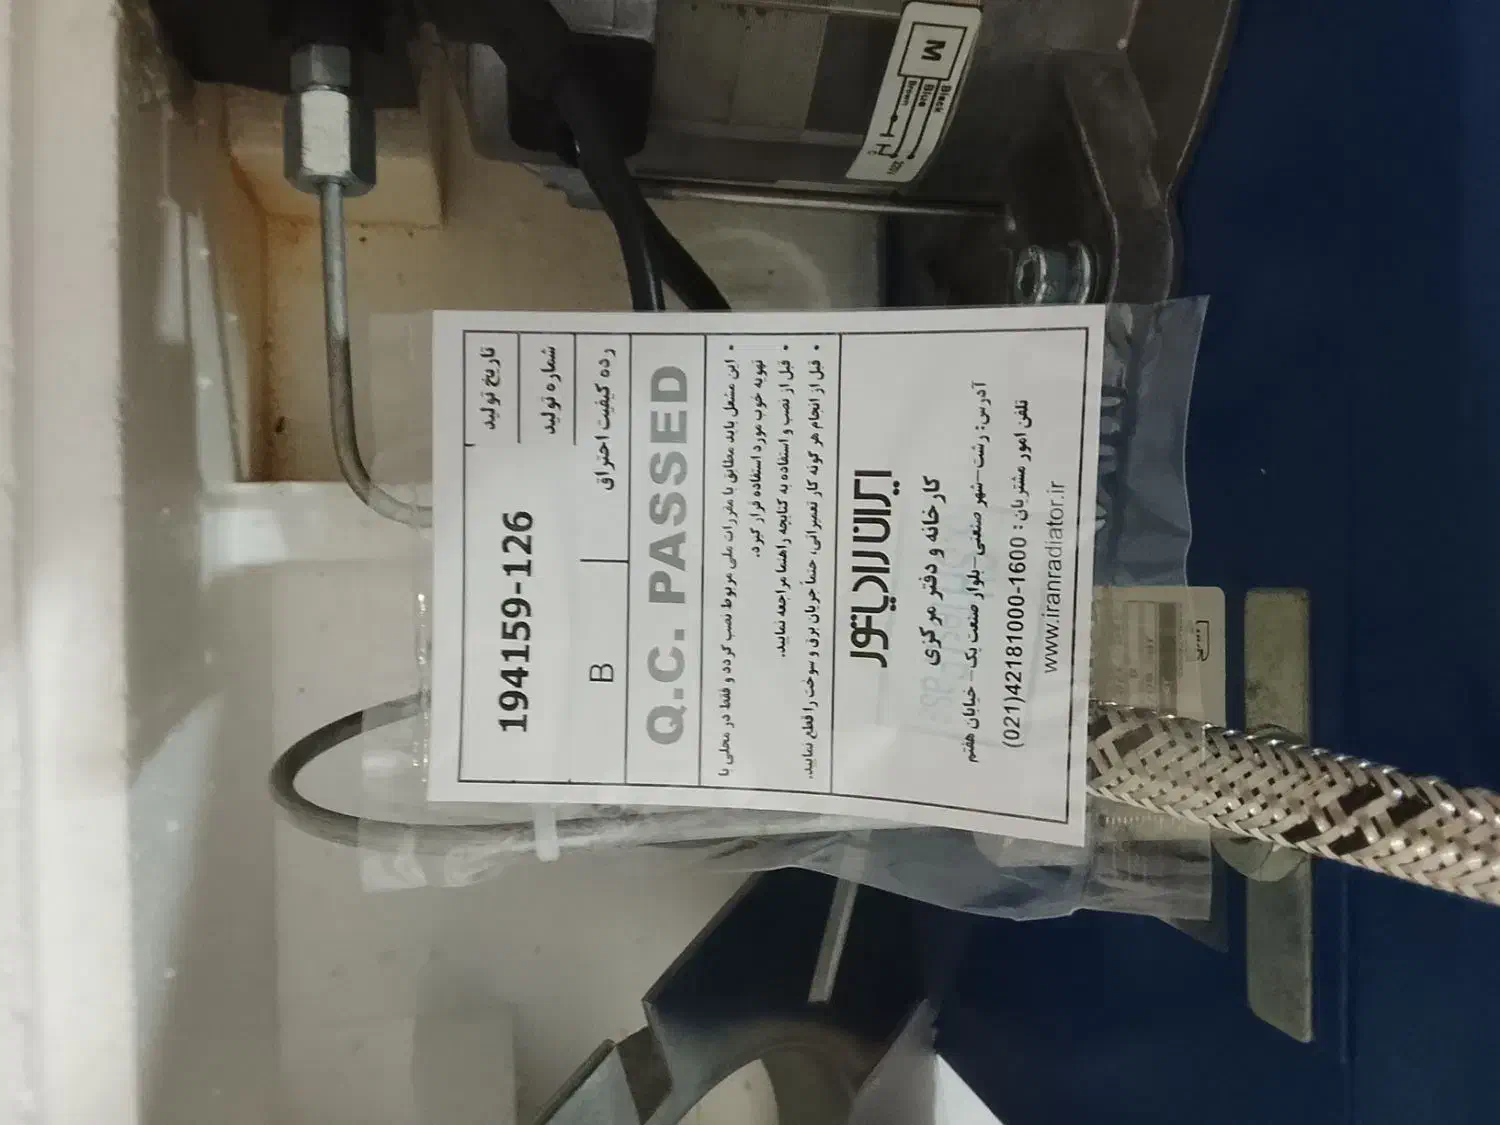 تاریخ تولید
شماره تولید
194159-126
رده کیفیت احتراق
B
Q.C. PASSED
• این مشعل باید مطابق با مقررات ملی مربوط نصب گردد و فقط در محلی با
تهویه خوب مورد استفاده قرار گیرد.
• قبل از نصب و استفاده به کتابچه راهنما مراجعه نمایید.
• قبل از انجام هر گونه کار تعمیراتی، حتماً جریان برق و سوخت را قطع نمایید.
ایران رادیاتور
کارخانه و دفتر مرکزی
آدرس: رشت-شهر صنعتی-بلوار صنعت یک- خیابان هفتم
تلفن امور مشتریان : 1600-42181000(021)
www.iranradiator.ir
M
Black
Blue
Brown